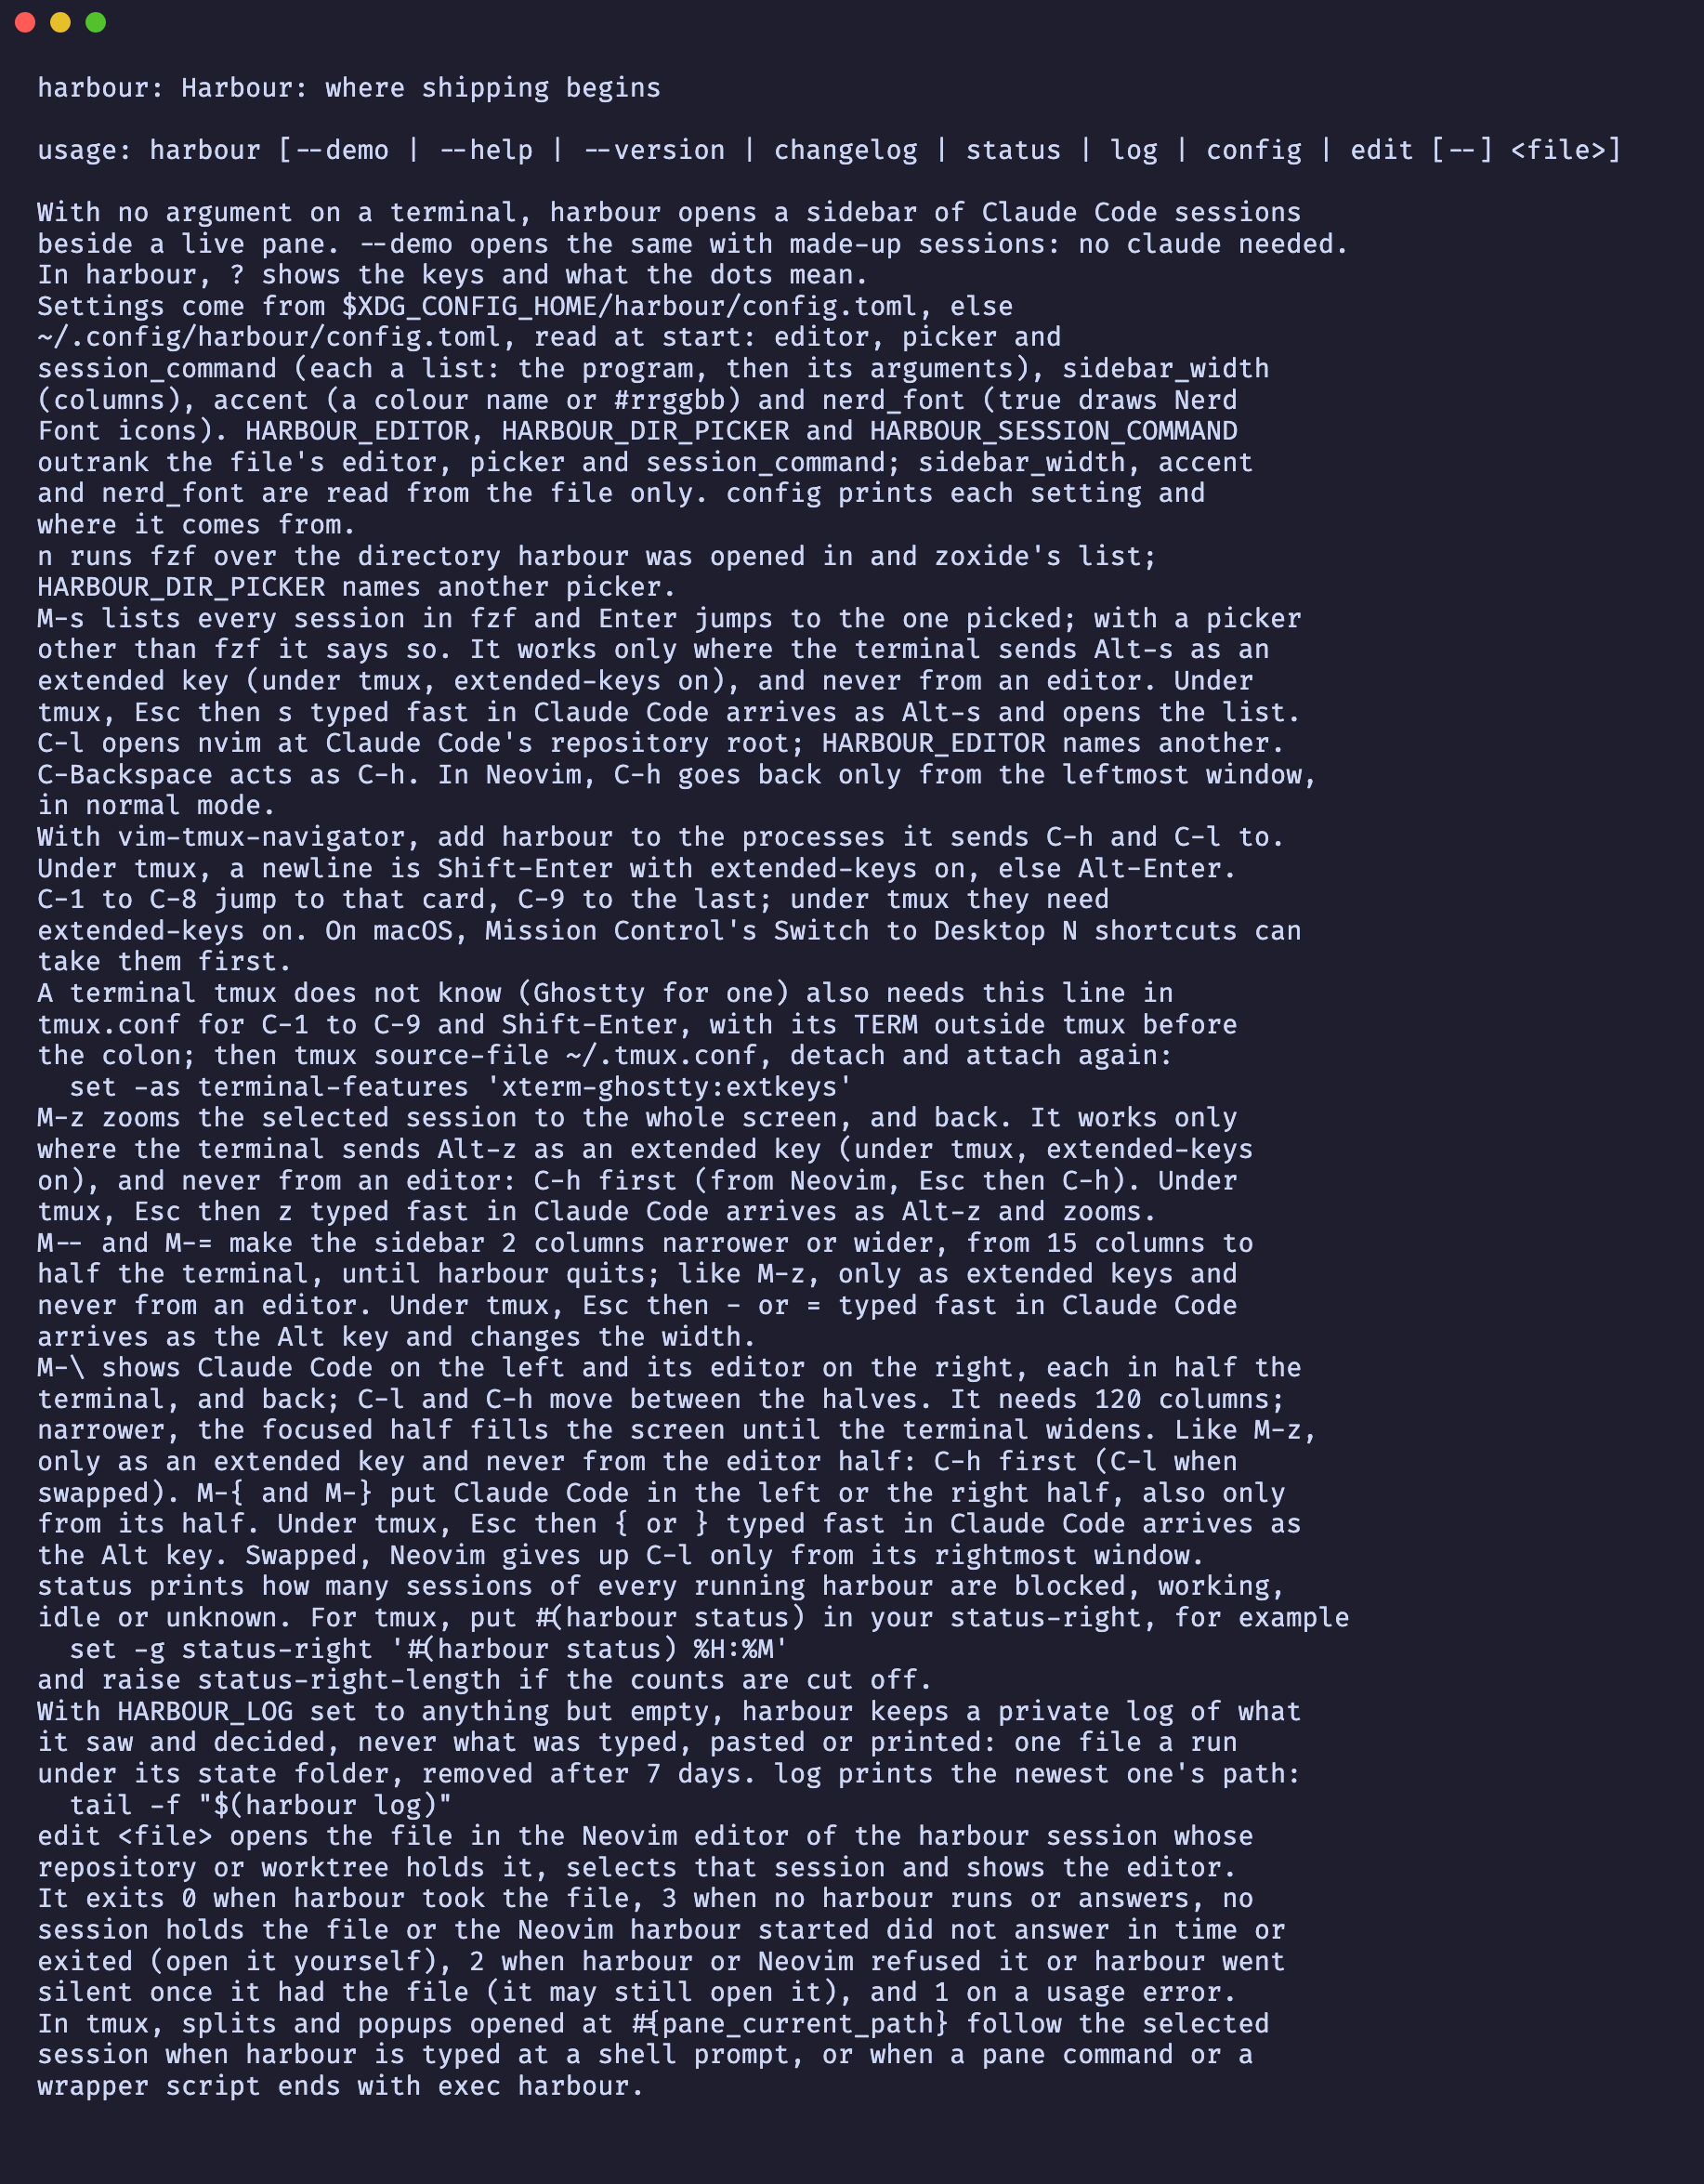 harbour: Harbour: where shipping begins

usage: harbour [--demo | --help | --version | changelog | status | log | config | edit [--] <file>]

With no argument on a terminal, harbour opens a sidebar of Claude Code sessions
beside a live pane. --demo opens the same with made-up sessions: no claude needed.
In harbour, ? shows the keys and what the dots mean.
Settings come from $XDG_CONFIG_HOME/harbour/config.toml, else
~/.config/harbour/config.toml, read at start: editor, picker and
session_command (each a list: the program, then its arguments), sidebar_width
(columns), accent (a colour name or #rrggbb) and nerd_font (true draws Nerd
Font icons). HARBOUR_EDITOR, HARBOUR_DIR_PICKER and HARBOUR_SESSION_COMMAND
outrank the file's editor, picker and session_command; sidebar_width, accent
and nerd_font are read from the file only. config prints each setting and
where it comes from.
n runs fzf over the directory harbour was opened in and zoxide's list;
HARBOUR_DIR_PICKER names another picker.
M-s lists every session in fzf and Enter jumps to the one picked; with a picker
other than fzf it says so. It works only where the terminal sends Alt-s as an
extended key (under tmux, extended-keys on), and never from an editor. Under
tmux, Esc then s typed fast in Claude Code arrives as Alt-s and opens the list.
C-l opens nvim at Claude Code's repository root; HARBOUR_EDITOR names another.
C-Backspace acts as C-h. In Neovim, C-h goes back only from the leftmost window,
in normal mode.
With vim-tmux-navigator, add harbour to the processes it sends C-h and C-l to.
Under tmux, a newline is Shift-Enter with extended-keys on, else Alt-Enter.
C-1 to C-8 jump to that card, C-9 to the last; under tmux they need
extended-keys on. On macOS, Mission Control's Switch to Desktop N shortcuts can
take them first.
A terminal tmux does not know (Ghostty for one) also needs this line in
tmux.conf for C-1 to C-9 and Shift-Enter, with its TERM outside tmux before
the colon; then tmux source-file ~/.tmux.conf, detach and attach again:
  set -as terminal-features 'xterm-ghostty:extkeys'
M-z zooms the selected session to the whole screen, and back. It works only
where the terminal sends Alt-z as an extended key (under tmux, extended-keys
on), and never from an editor: C-h first (from Neovim, Esc then C-h). Under
tmux, Esc then z typed fast in Claude Code arrives as Alt-z and zooms.
M-- and M-= make the sidebar 2 columns narrower or wider, from 15 columns to
half the terminal, until harbour quits; like M-z, only as extended keys and
never from an editor. Under tmux, Esc then - or = typed fast in Claude Code
arrives as the Alt key and changes the width.
M-\ shows Claude Code on the left and its editor on the right, each in half the
terminal, and back; C-l and C-h move between the halves. It needs 120 columns;
narrower, the focused half fills the screen until the terminal widens. Like M-z,
only as an extended key and never from the editor half: C-h first (C-l when
swapped). M-{ and M-} put Claude Code in the left or the right half, also only
from its half. Under tmux, Esc then { or } typed fast in Claude Code arrives as
the Alt key. Swapped, Neovim gives up C-l only from its rightmost window.
status prints how many sessions of every running harbour are blocked, working,
idle or unknown. For tmux, put #(harbour status) in your status-right, for example
  set -g status-right '#(harbour status) %H:%M'
and raise status-right-length if the counts are cut off.
With HARBOUR_LOG set to anything but empty, harbour keeps a private log of what
it saw and decided, never what was typed, pasted or printed: one file a run
under its state folder, removed after 7 days. log prints the newest one's path:
  tail -f "$(harbour log)"
edit <file> opens the file in the Neovim editor of the harbour session whose
repository or worktree holds it, selects that session and shows the editor.
It exits 0 when harbour took the file, 3 when no harbour runs or answers, no
session holds the file or the Neovim harbour started did not answer in time or
exited (open it yourself), 2 when harbour or Neovim refused it or harbour went
silent once it had the file (it may still open it), and 1 on a usage error.
In tmux, splits and popups opened at #{pane_current_path} follow the selected
session when harbour is typed at a shell prompt, or when a pane command or a
wrapper script ends with exec harbour.